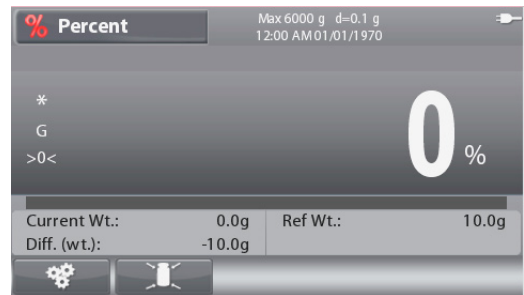 % Percent
Max 6000 g d=0.1 g
12:00 AM 01/01/1970
*
G
>0<
0 %
Current Wt.: 0.0g Ref Wt.: 10.0g
Diff. (wt.): -10.0g